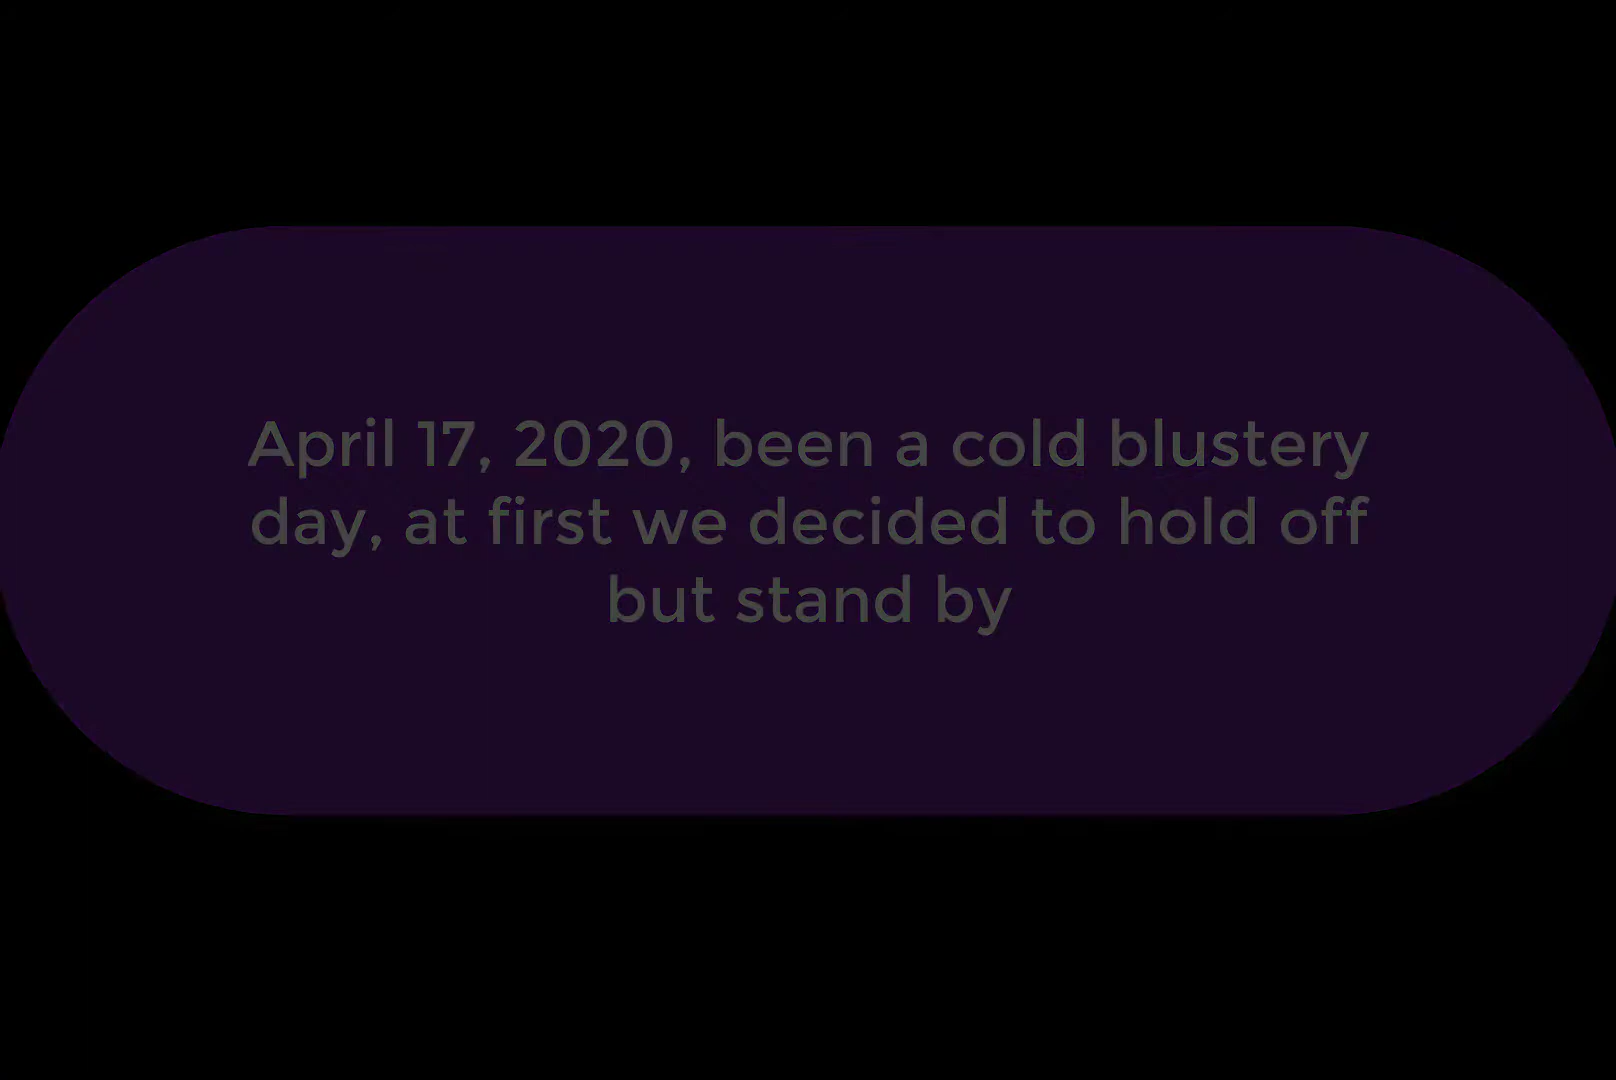 April 17, 2020, been a cold blustery
day, at first we decided to hold off
but stand by